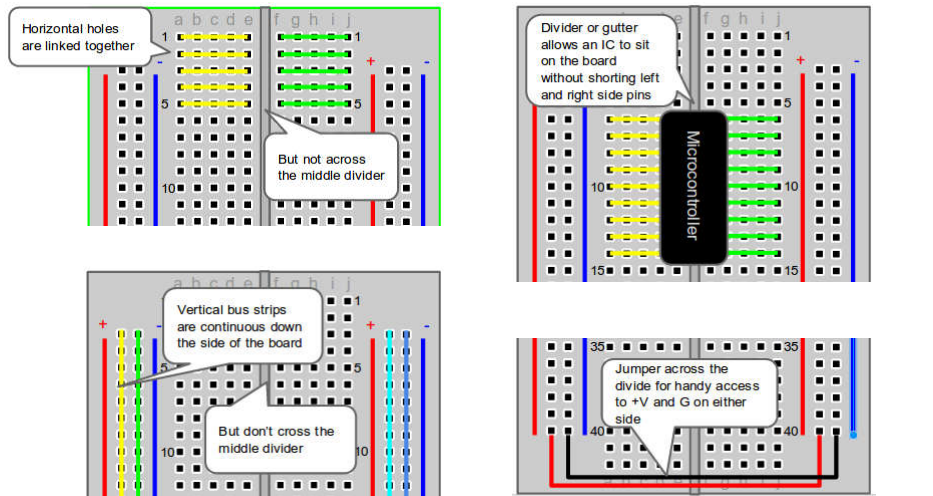 a b c d e f g h i j
Horizontal holes
are linked together
1 1
+
-
-
5 5
But not across
the middle divider
10
Divider or gutter
allows an IC to sit
on the board
without shorting left
and right side pins
f g h i j
1
+
-
5
Microcontroller
10 10
15 15
a b c d e f g h i j
1
Vertical bus strips
are continuous down
the side of the board
+
-
+
-
5 5
But don't cross the
middle divider
10 10
35 35
Jumper across the
divide for handy access
to +V and G on either
side
40 40
a b c d e f g h i j